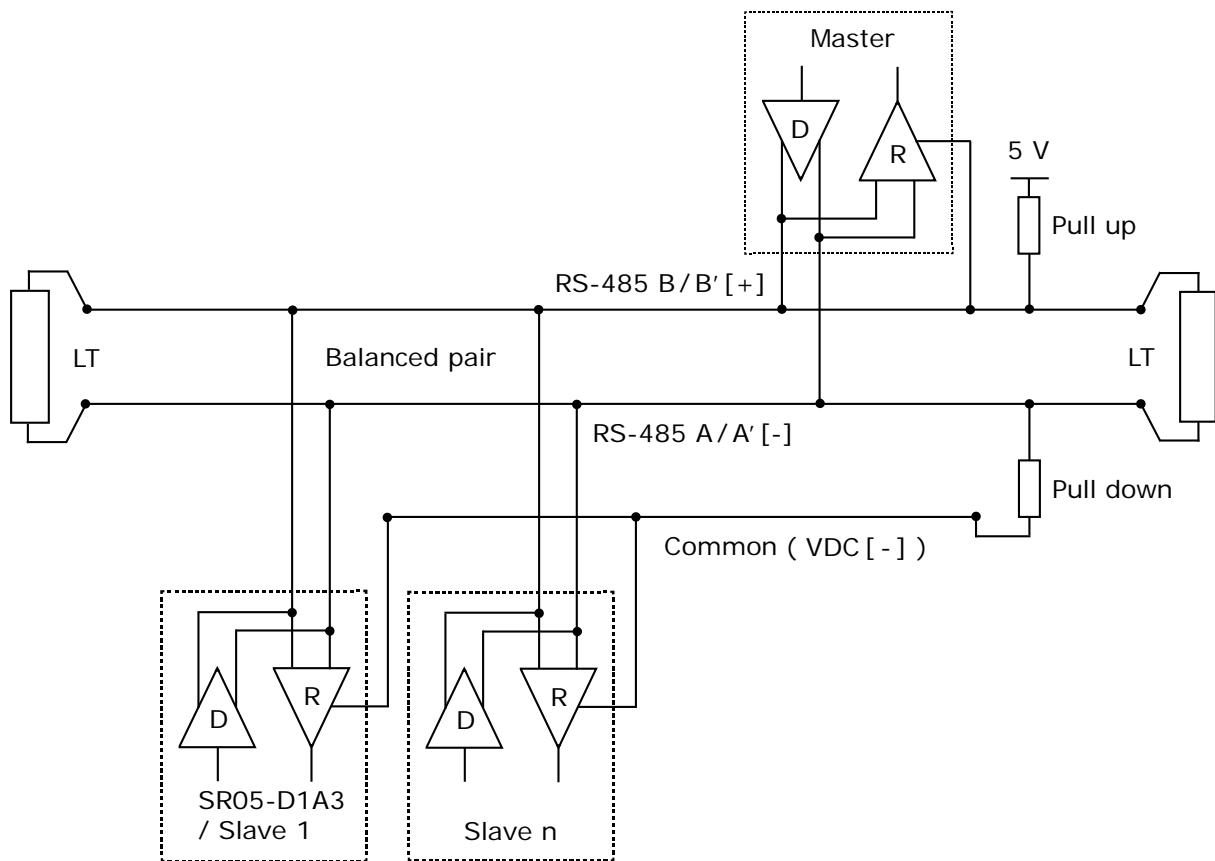 Master
D
R
5 V
Pull up
RS-485 B/B' [+]
LT
Balanced pair
LT
RS-485 A/A' [-]
Pull down
Common ( VDC [ - ] )
R
D
R
D
SR05-D1A3
/ Slave 1
Slave n